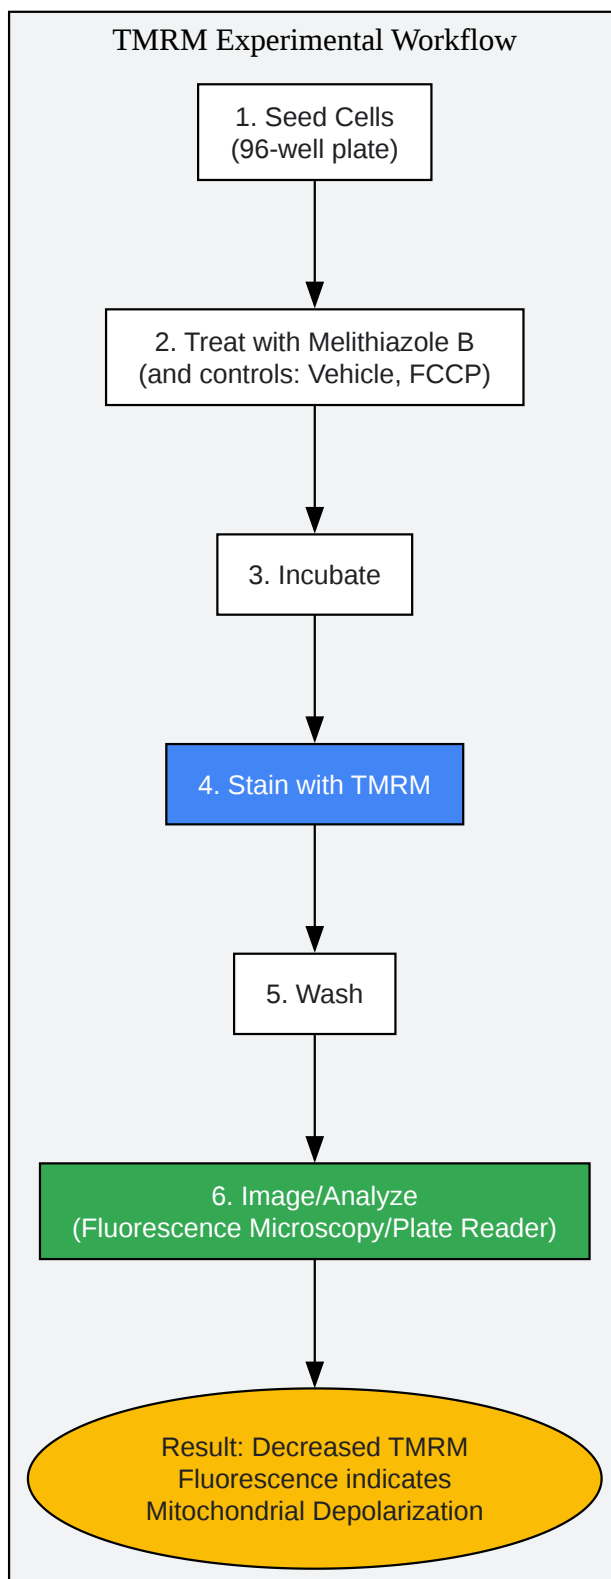 TMRM Experimental Workflow
1. Seed Cells
(96-well plate)
2. Treat with Melithiazole B
(and controls: Vehicle, FCCP)
3. Incubate
4. Stain with TMRM
5. Wash
6. Image/Analyze
(Fluorescence Microscopy/Plate Reader)
Result: Decreased TMRM
Fluorescence indicates
Mitochondrial Depolarization